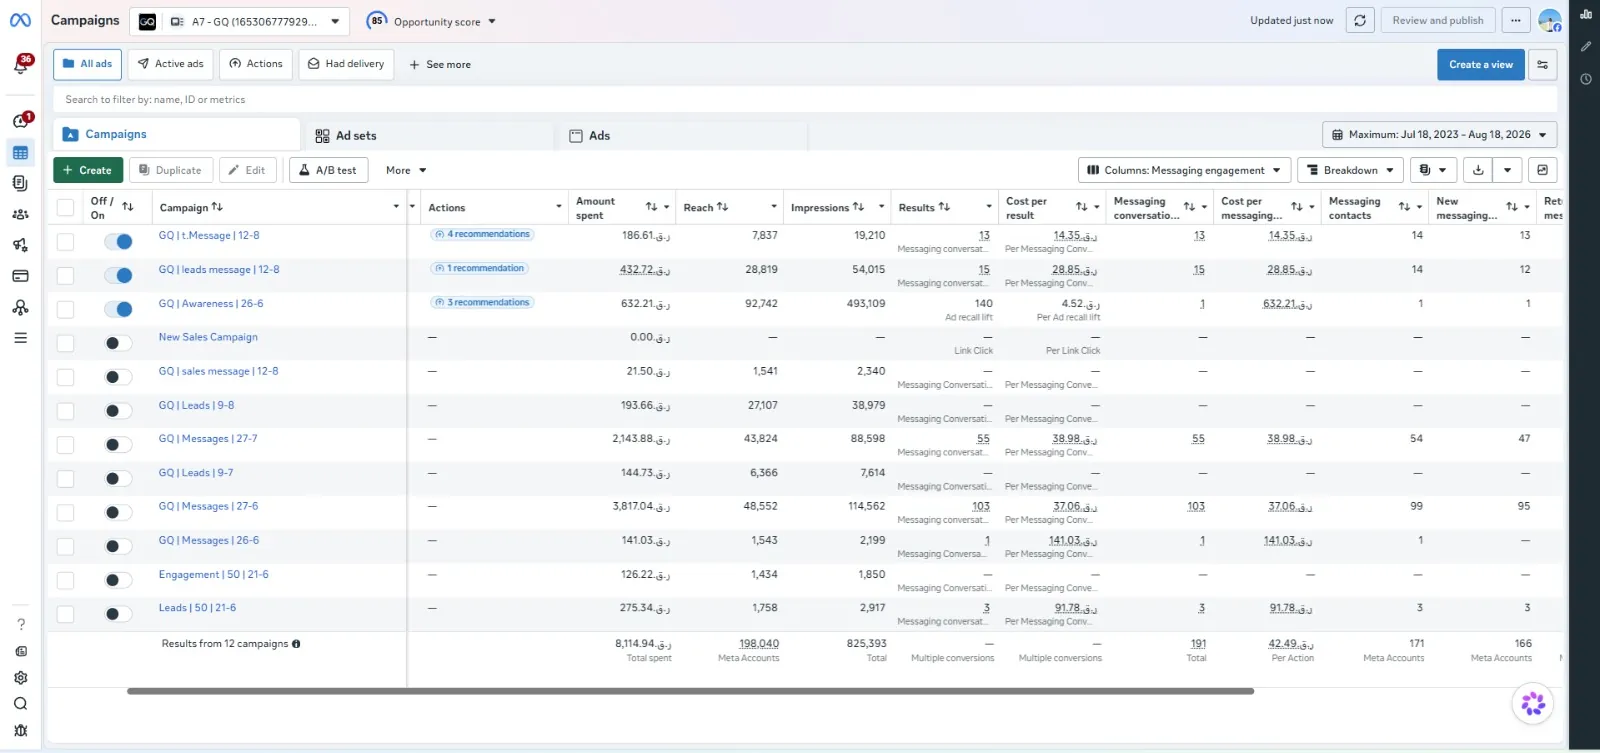 Campaigns
GQ
A7 - GQ (165306777929...
85
Opportunity score
Updated just now
Review and publish
36
All ads
Active ads
Actions
Had delivery
+ See more
Create a view
Search to filter by: name, ID or metrics
1
Campaigns
Ad sets
Ads
Maximum: Jul 18, 2023 – Aug 18, 2026
+ Create
Duplicate
Edit
A/B test
More
Columns: Messaging engagement
Breakdown
Off / On
Campaign
Actions
Amount spent
Reach
Impressions
Results
Cost per result
Messaging conversatio...
Cost per messaging...
Messaging contacts
New messaging...
Ret mes
GQ | t.Message | 12-8 4 recommendations ر.ق.186.61 7,837 19,210 13 ر.ق.14.35 13 ر.ق.14.35 14 13
Messaging conversat... Per Messaging Conv...
GQ | leads message | 12-8 1 recommendation ر.ق.432.72 28,819 54,015 15 ر.ق.28.85 15 ر.ق.28.85 14 12
Messaging conversat... Per Messaging Conv...
GQ | Awareness | 26-6 3 recommendations ر.ق.632.21 92,742 493,109 140 ر.ق.4.52 1 ر.ق.632.21 1 1
Ad recall lift Per Ad recall lift
New Sales Campaign — ر.ق.0.00 — — — — — — — —
Link Click Per Link Click
GQ | sales message | 12-8 — ر.ق.21.50 1,541 2,340 — — — — — —
Messaging Conversati... Per Messaging Conve...
GQ | Leads | 9-8 — ر.ق.193.66 27,107 38,979 — — — — — —
Messaging Conversati... Per Messaging Conve...
GQ | Messages | 27-7 — ر.ق.2,143.88 43,824 88,598 55 ر.ق.38.98 55 ر.ق.38.98 54 47
Messaging conversat... Per Messaging Conv...
GQ | Leads | 9-7 — ر.ق.144.73 6,366 7,614 — — — — — —
Messaging Conversati... Per Messaging Conve...
GQ | Messages | 27-6 — ر.ق.3,817.04 48,552 114,562 103 ر.ق.37.06 103 ر.ق.37.06 99 95
Messaging conversat... Per Messaging Conv...
GQ | Messages | 26-6 — ر.ق.141.03 1,543 2,199 1 ر.ق.141.03 1 ر.ق.141.03 1 —
Messaging Conversa... Per Messaging Conv...
Engagement | 50 | 21-6 — ر.ق.126.22 1,434 1,850 — — — — — —
Messaging Conversati... Per Messaging Conve...
Leads | 50 | 21-6 — ر.ق.275.34 1,758 2,917 3 ر.ق.91.78 3 ر.ق.91.78 3 3
Messaging conversat... Per Messaging Conv...
Results from 12 campaigns ر.ق.8,114.94 198,040 825,393 — — 191 ر.ق.42.49 171 166
Total spent Meta Accounts Total Multiple conversions Multiple conversions Total Per Action Meta Accounts Meta Accounts